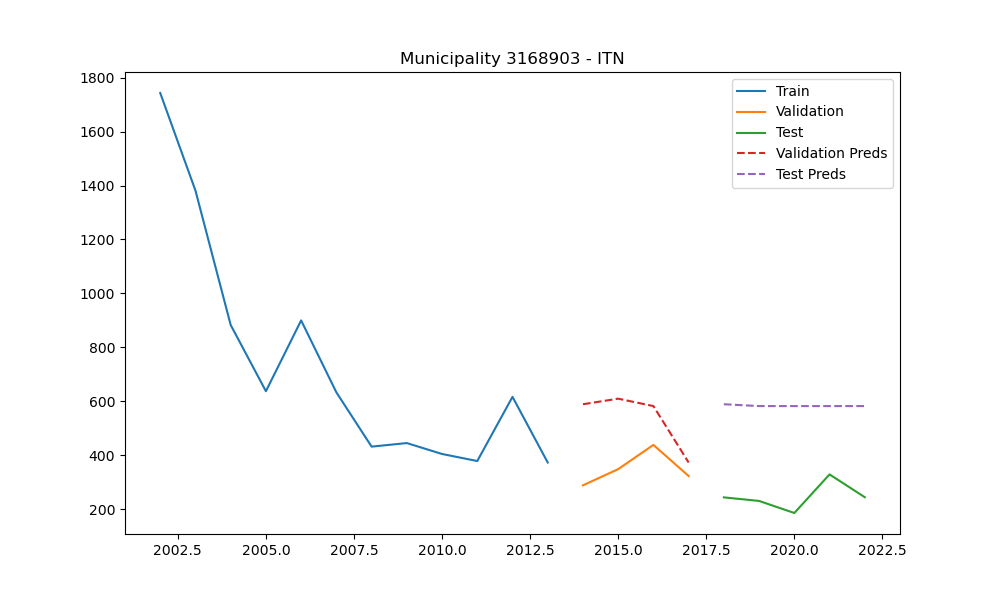 Municipality 3168903 - ITN
1800
1600
1400
1200
1000
800
600
400
200
Train
Validation
Test
Validation Preds
Test Preds
2002.5 2005.0 2007.5 2010.0 2012.5 2015.0 2017.5 2020.0 2022.5